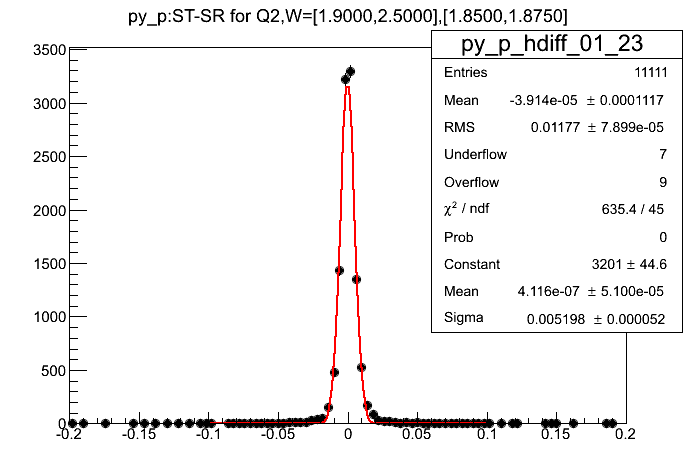 py_p:ST-SR for Q2,W=[1.9000,2.5000],[1.8500,1.8750]
py_p_hdiff_01_23
Entries 11111
Mean -3.914e-05 ± 0.0001117
RMS 0.01177 ± 7.899e-05
Underflow 7
Overflow 9
χ² / ndf 635.4 / 45
Prob 0
Constant 3201 ± 44.6
Mean 4.116e-07 ± 5.100e-05
Sigma 0.005198 ± 0.000052
3500
3000
2500
2000
1500
1000
500
0
-0.2 -0.15 -0.1 -0.05 0 0.05 0.1 0.15 0.2